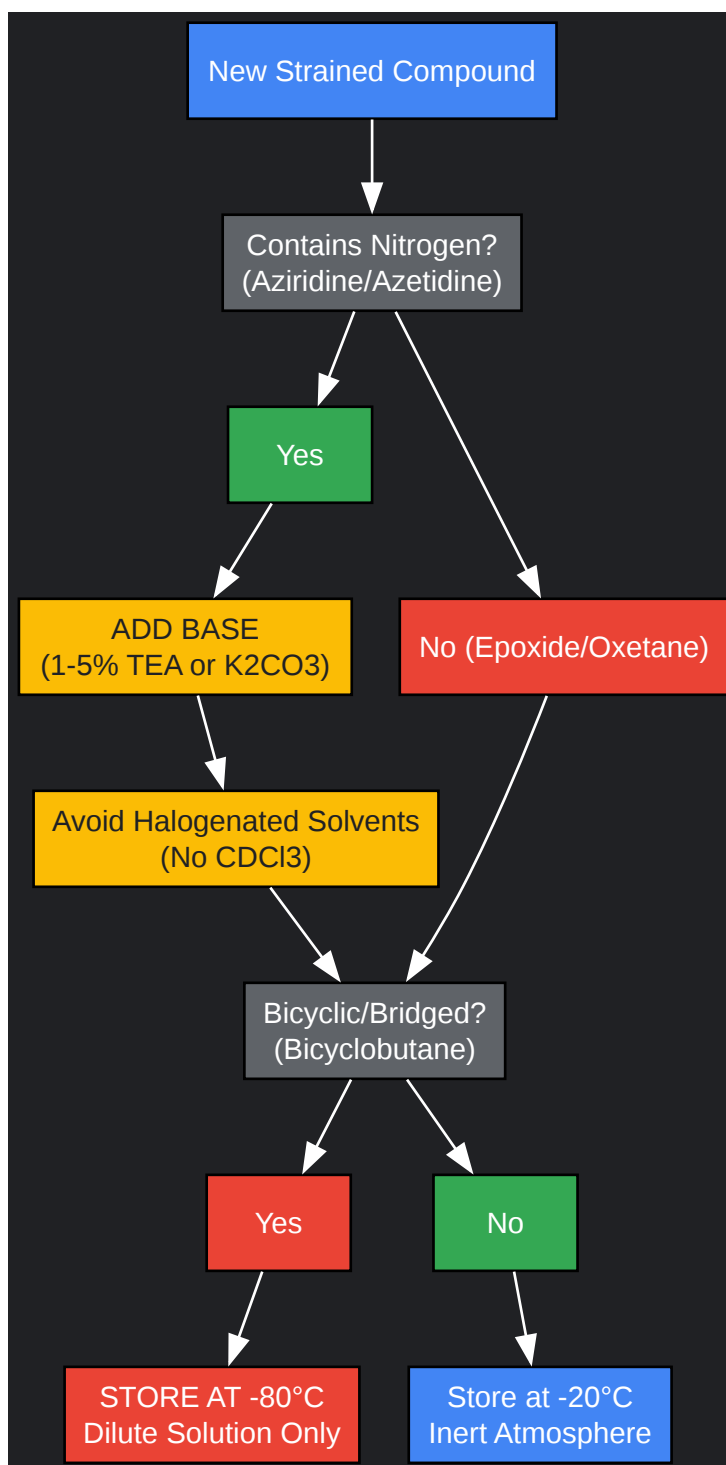 New Strained Compound
Contains Nitrogen?
(Aziridine/Azetidine)
Yes
ADD BASE
(1-5% TEA or K2CO3)
No (Epoxide/Oxetane)
Avoid Halogenated Solvents
(No CDCl3)
Bicyclic/Bridged?
(Bicyclobutane)
Yes
No
STORE AT -80°C
Dilute Solution Only
Store at -20°C
Inert Atmosphere